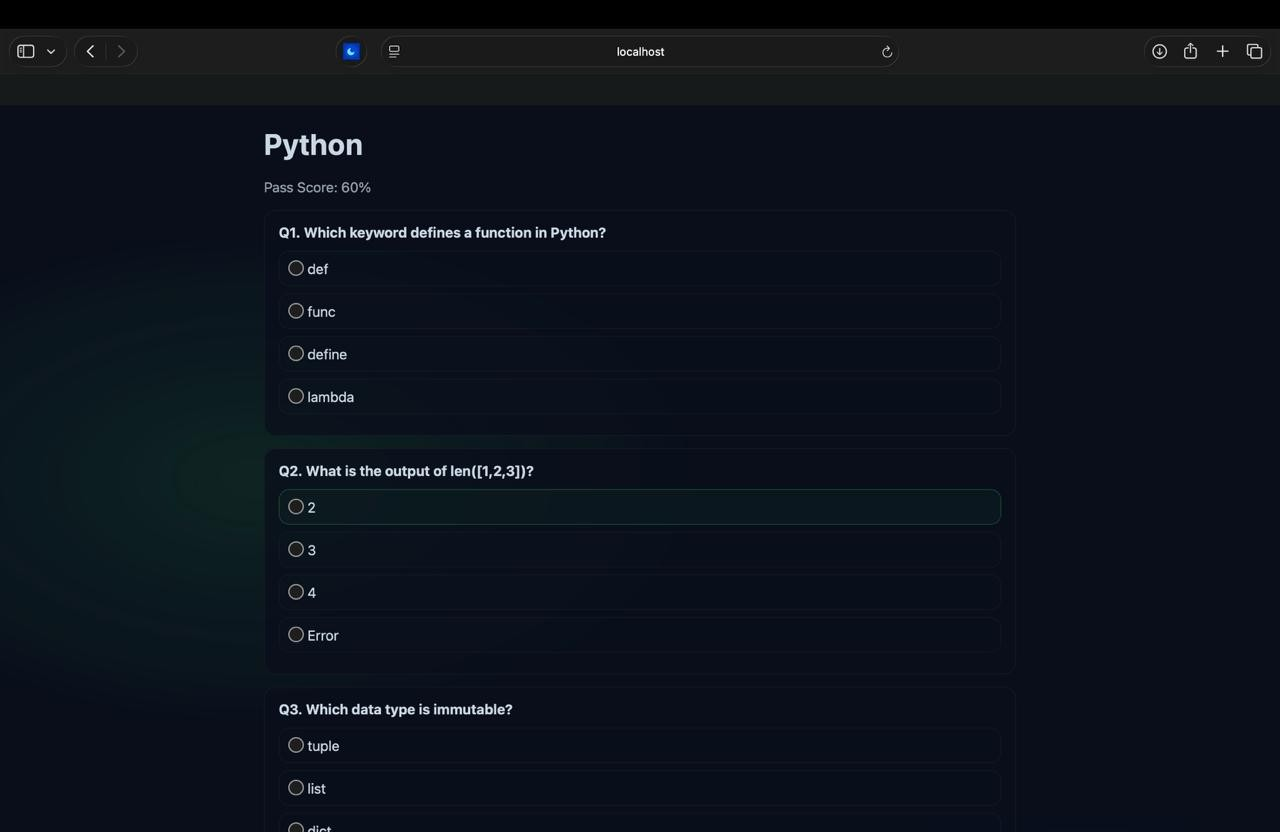 localhost
Python
Pass Score: 60%
Q1. Which keyword defines a function in Python?
def
func
define
lambda
Q2. What is the output of len([1,2,3])?
2
3
4
Error
Q3. Which data type is immutable?
tuple
list
dict